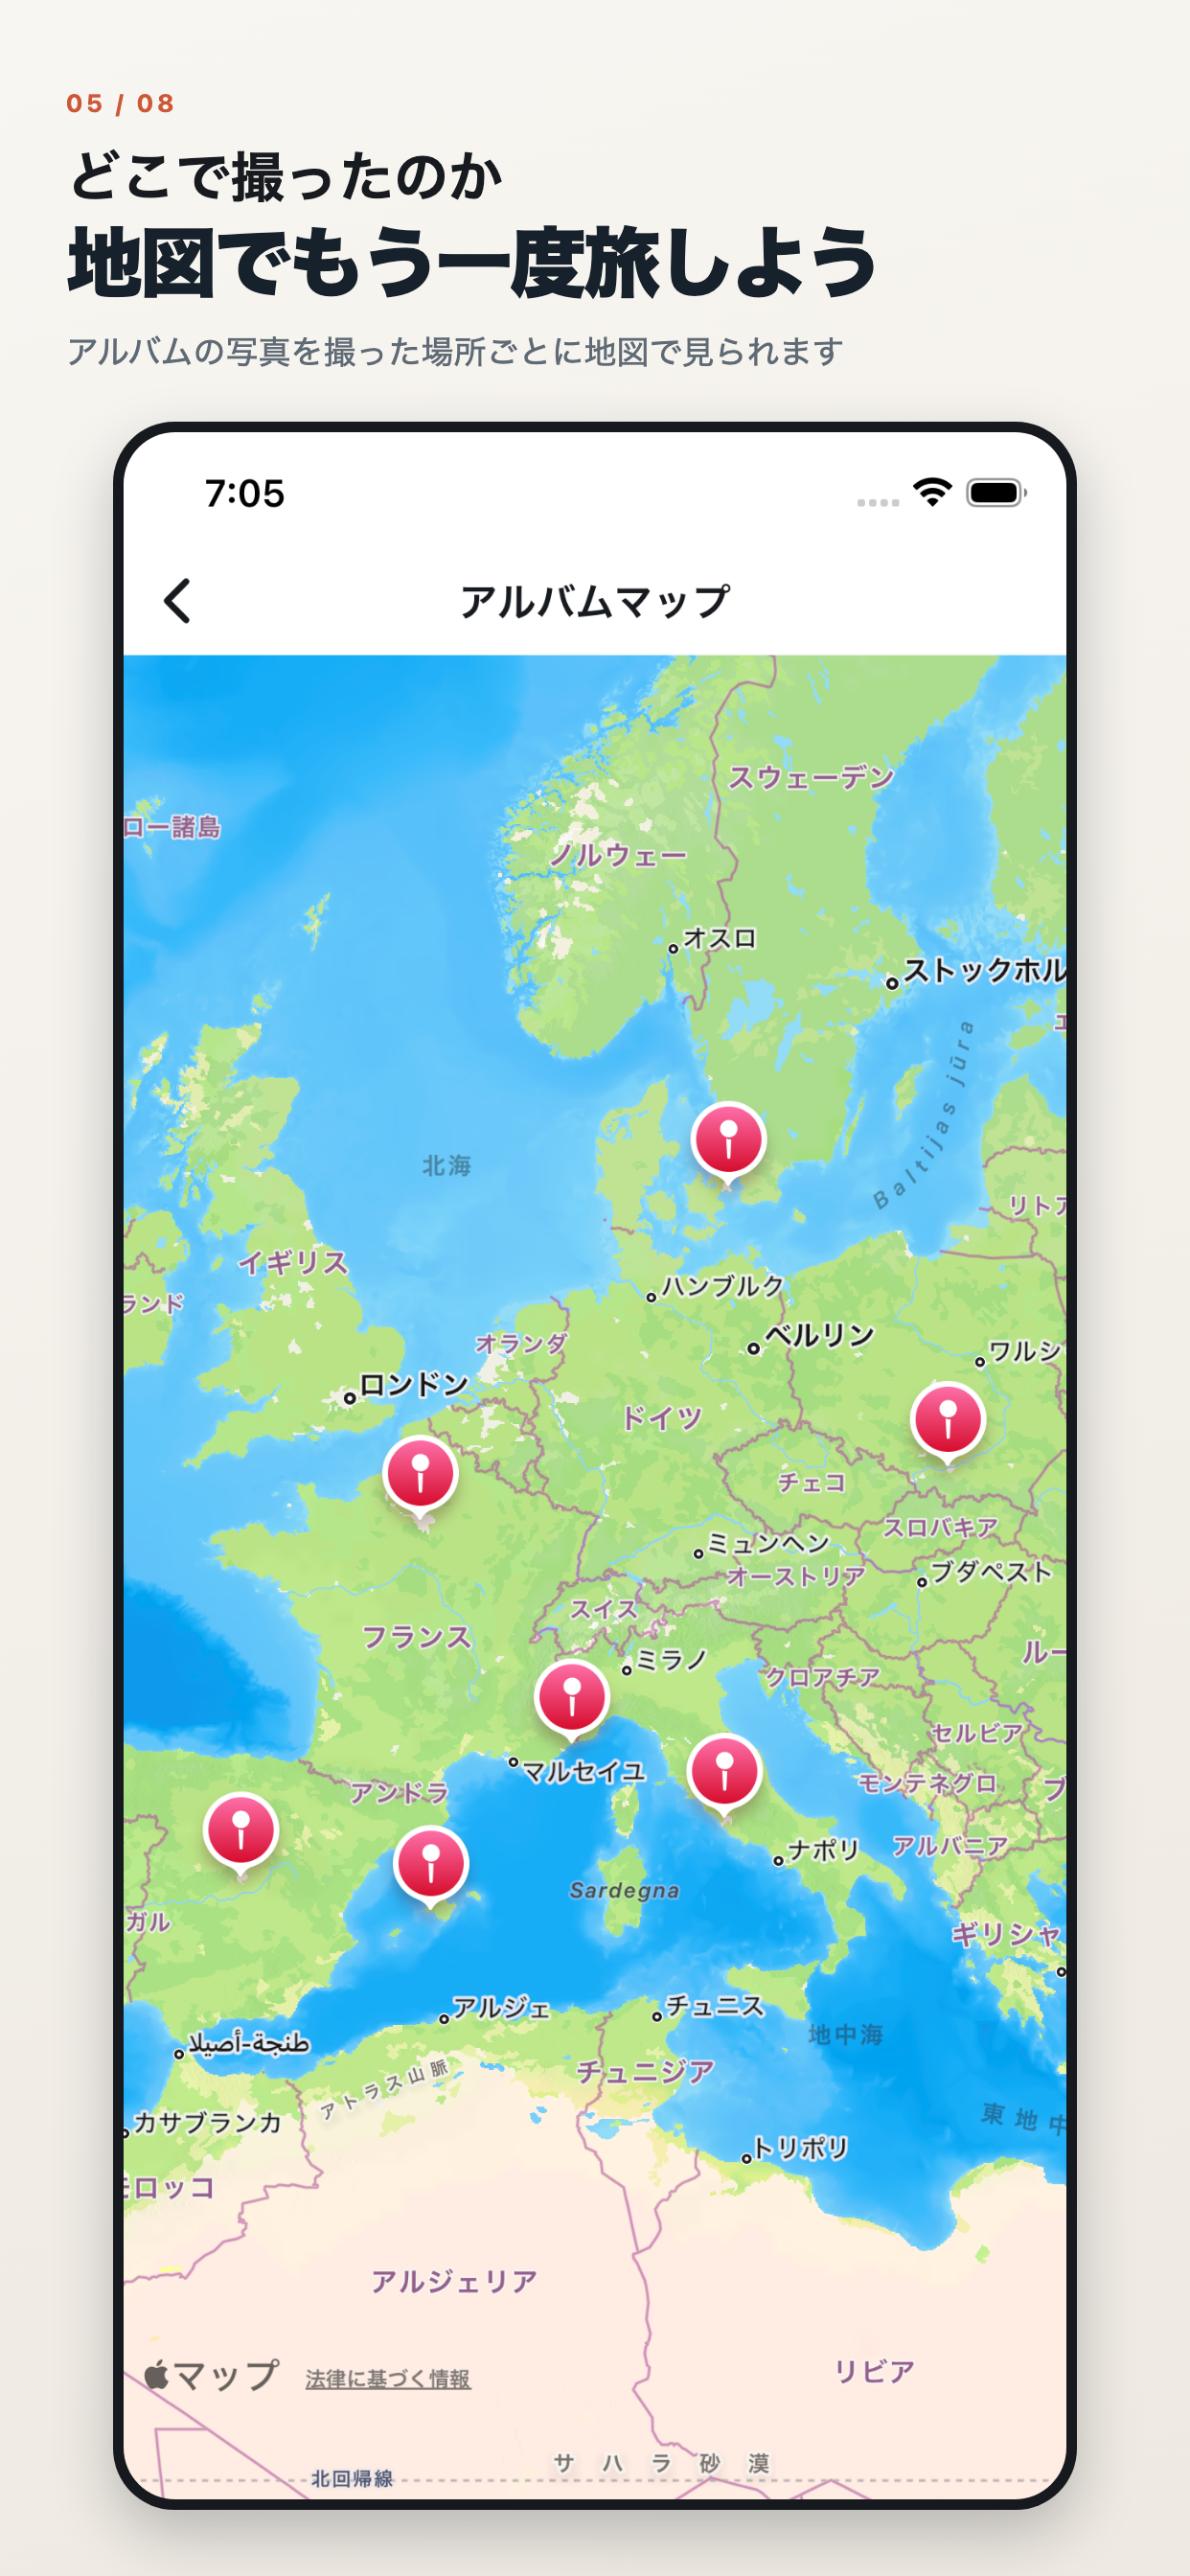 05 / 08
どこで撮ったのか
地図でもう一度旅しよう
アルバムの写真を撮った場所ごとに地図で見られます
7:05
アルバムマップ
スウェーデン
ロー諸島
ノルウェー
オスロ
ストックホル
Baltijas jūra
北海
リトア
イギリス
ランド
ハンブルク
オランダ
ベルリン
ワルシ
ロンドン
ドイツ
チェコ
スロバキア
ミュンヘン
オーストリア
ブダペスト
スイス
フランス
ルー
ミラノ
クロアチア
セルビア
マルセイユ
モンテネグロ
ブ
アンドラ
アルバニア
ナポリ
Sardegna
ガル
ギリシャ
アルジェ
チュニス
地中海
طنجة-أصيلا
チュニジア
アトラス山脈
カサブランカ
東地中
トリポリ
モロッコ
アルジェリア
マップ
法律に基づく情報
リビア
サハラ砂漠
北回帰線